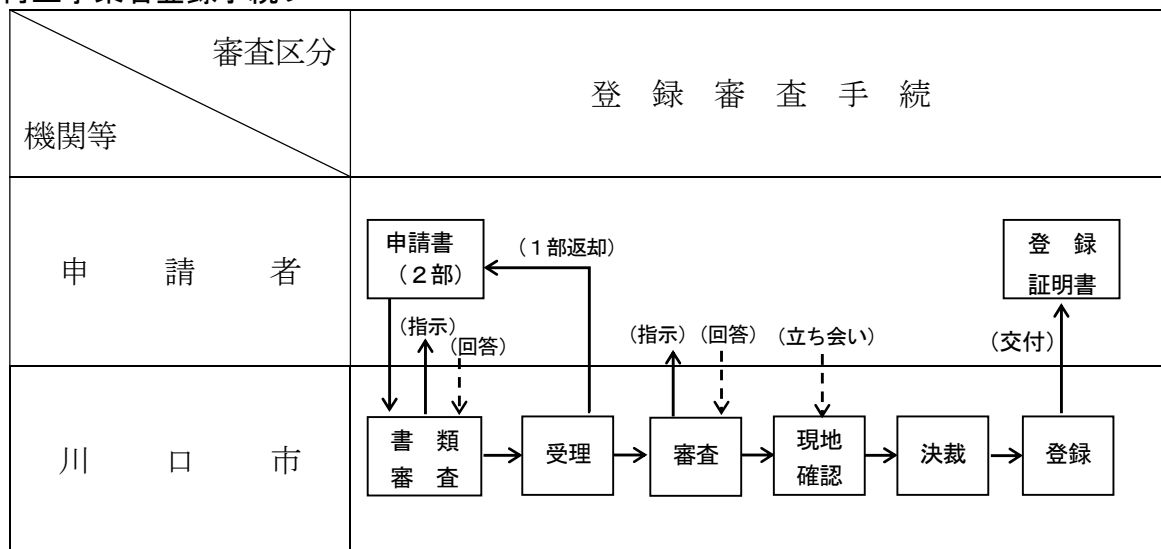 審査区分
機関等
登録審査手続
申請者
申請書
（２部）
（１部返却）
登録
証明書
（指示）
（回答）
（指示）
（回答）
（立ち会い）
（交付）
川口市
書類
審査
受理
審査
現地
確認
決裁
登録